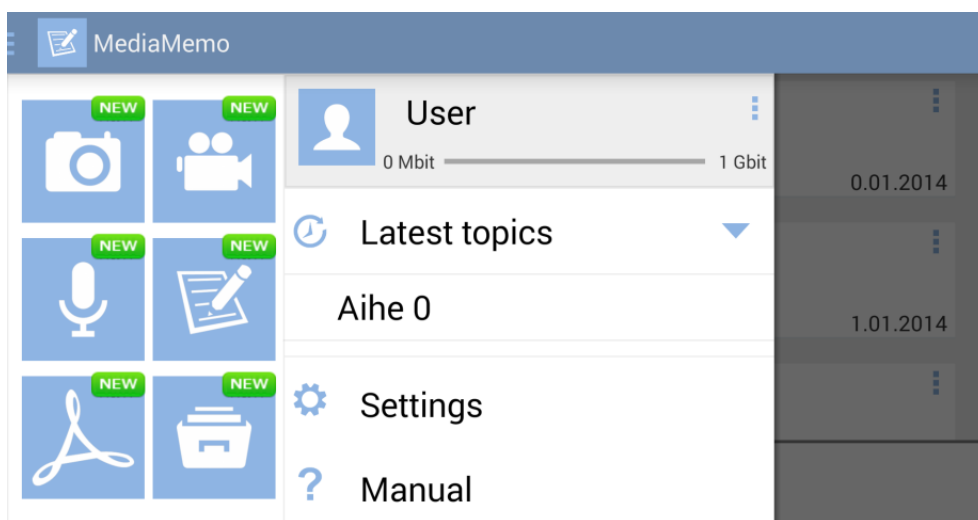 MediaMemo
NEW NEW
NEW NEW
NEW NEW
User
0 Mbit 1 Gbit
Latest topics
Aihe 0
Settings
Manual
0.01.2014
1.01.2014